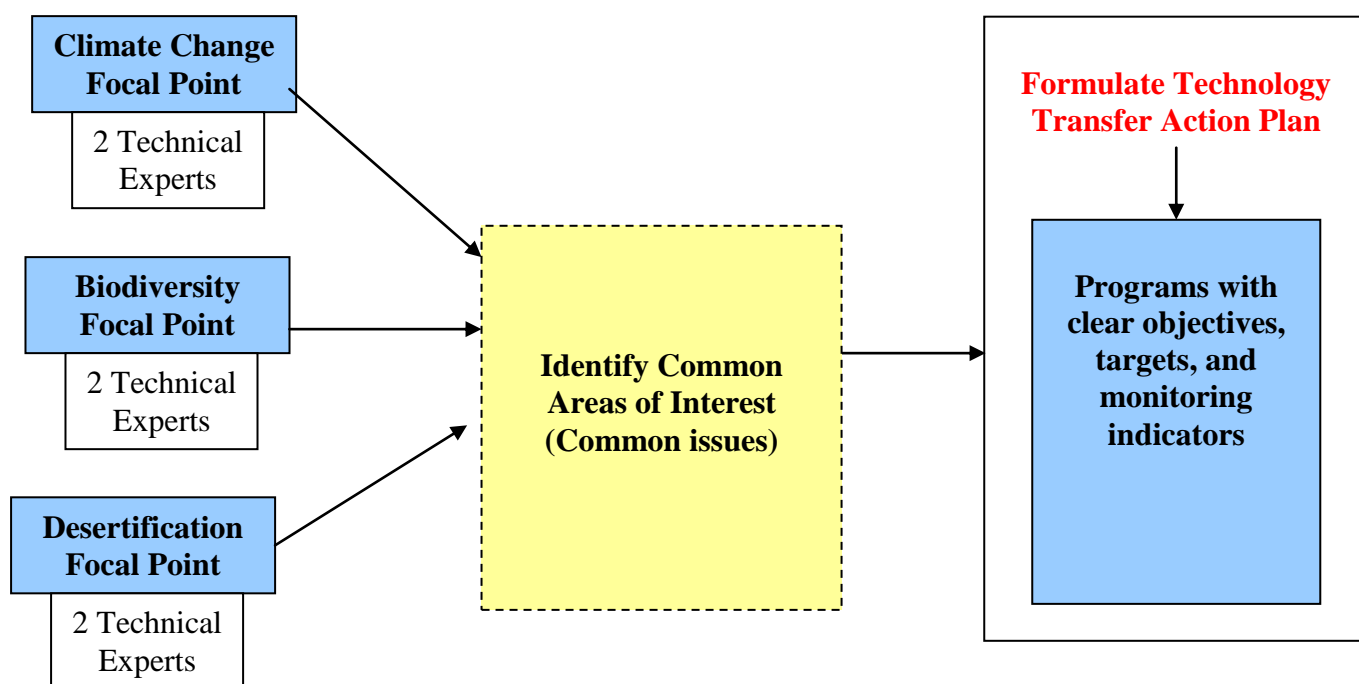 Climate Change
Focal Point
2 Technical
Experts
Biodiversity
Focal Point
2 Technical
Experts
Desertification
Focal Point
2 Technical
Experts
Identify Common
Areas of Interest
(Common issues)
Formulate Technology
Transfer Action Plan
Programs with
clear objectives,
targets, and
monitoring
indicators